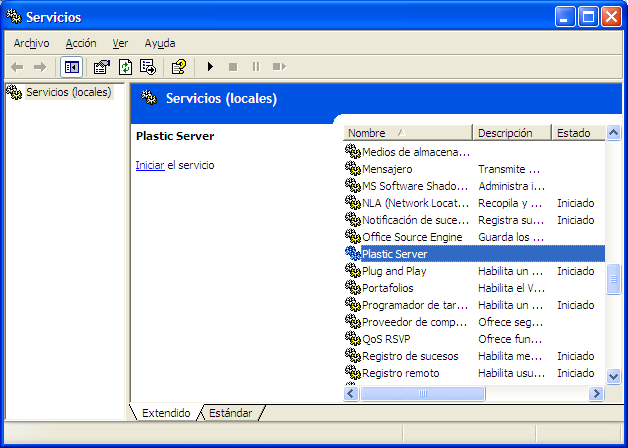 Servicios
Archivo Acción Ver Ayuda
Servicios (locales)
Servicios (locales)
Plastic Server
Iniciar el servicio
Nombre Descripción Estado
Medios de almacena...
Mensajero Transmite ...
MS Software Shado... Administra i...
NLA (Network Locat... Recopila y ... Iniciado
Notificación de suce... Registra su... Iniciado
Office Source Engine Guarda los ...
Plastic Server
Plug and Play Habilita un ... Iniciado
Portafolios Habilita el V...
Programador de tar... Habilita un ... Iniciado
Proveedor de comp... Ofrece seg...
QoS RSVP Ofrece fun...
Registro de sucesos Habilita me... Iniciado
Registro remoto Habilita usu... Iniciado
Extendido Estándar